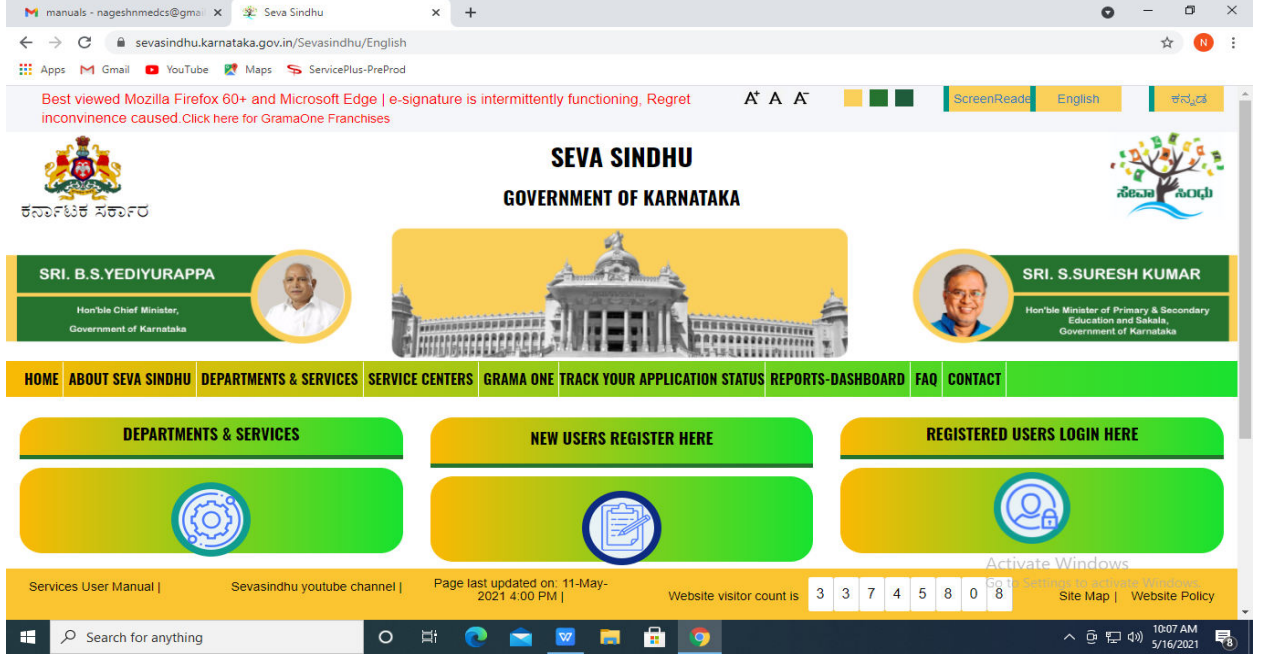 manuals - nageshnmedcs@gmai
Seva Sindhu
sevasindhu.karnataka.gov.in/Sevasindhu/English
N
Apps Gmail YouTube Maps ServicePlus-PreProd
Best viewed Mozilla Firefox 60+ and Microsoft Edge | e-signature is intermittently functioning, Regret
inconvinence caused.Click here for GramaOne Franchises
A+ A A-
ScreenReade
English
ಕನ್ನಡ
ಕರ್ನಾಟಕ ಸರ್ಕಾರ
SEVA SINDHU
GOVERNMENT OF KARNATAKA
ಸೇವಾ ಸಿಂಧು
SRI. B.S.YEDIYURAPPA
Hon'ble Chief Minister,
Government of Karnataka
SRI. S.SURESH KUMAR
Hon'ble Minister of Primary & Secondary
Education and Sakala,
Government of Karnataka
HOME ABOUT SEVA SINDHU DEPARTMENTS & SERVICES SERVICE CENTERS GRAMA ONE TRACK YOUR APPLICATION STATUS REPORTS-DASHBOARD FAQ CONTACT
DEPARTMENTS & SERVICES
NEW USERS REGISTER HERE
REGISTERED USERS LOGIN HERE
Activate Windows
Go to Settings to activate Windows.
Services User Manual |
Sevasindhu youtube channel |
Page last updated on: 11-May-
2021 4:00 PM |
Website visitor count is 3 3 7 4 5 8 0 8
Site Map | Website Policy
Search for anything
W
10:07 AM
5/16/2021
8